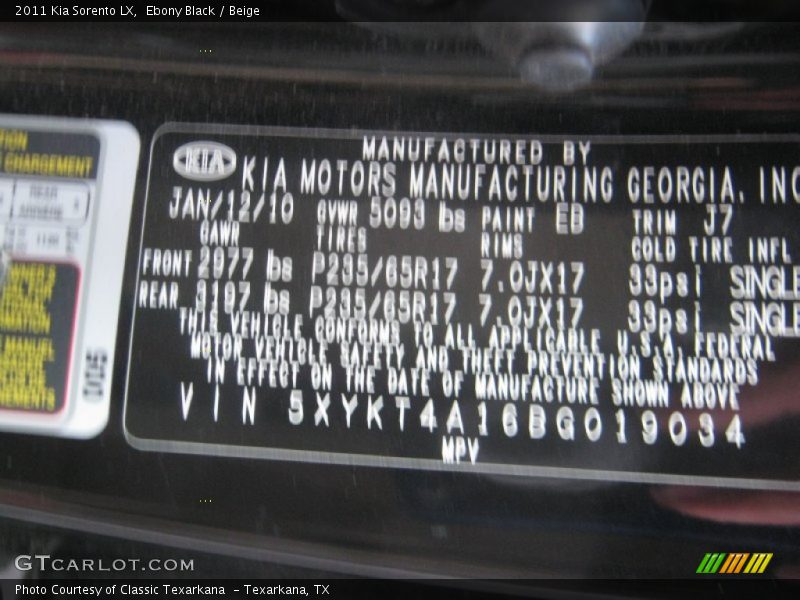 2011 Kia Sorento LX,  Ebony Black / Beige
CHARGEMENT
MANUFACTURED BY
KIA KIA MOTORS MANUFACTURING GEORGIA, INC
JAN/12/10 GVWR 5093 lbs PAINT EB TRIM J7
GAWR TIRES RIMS COLD TIRE INFL
FRONT 2977 lbs P235/65R17 7.0JX17 33psi SINGLE
REAR 3197 lbs P235/65R17 7.0JX17 33psi SINGLE
THIS VEHICLE CONFORMS TO ALL APPLICABLE U.S.A. FEDERAL
MOTOR VEHICLE SAFETY AND THEFT PREVENTION STANDARDS
IN EFFECT ON THE DATE OF MANUFACTURE SHOWN ABOVE
VIN 5XYKT4A16BG019034
MPV
GTCARLOT.COM
Photo Courtesy of Classic Texarkana  - Texarkana, TX